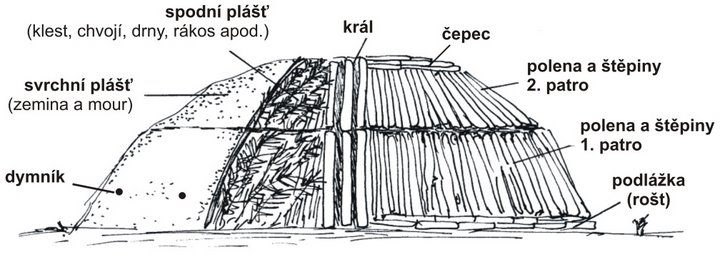 spodní plášť
(klest, chvojí, drny, rákos apod.)
král
čepec
svrchní plášť
(zemina a mour)
polena a štěpiny
2. patro
polena a štěpiny
1. patro
dymník
podlážka
(rošt)